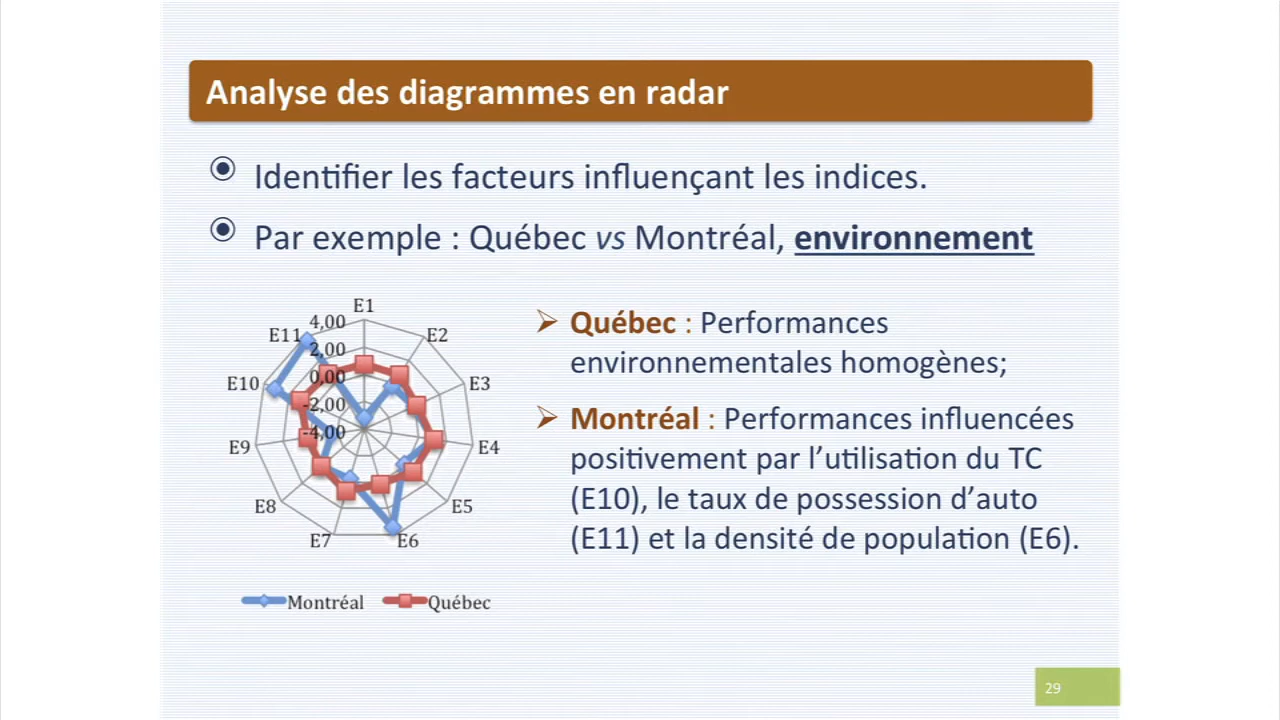 Analyse des diagrammes en radar
Identifier les facteurs influençant les indices.
Par exemple : Québec vs Montréal, environnement
E1
E2
E3
E4
E5
E6
E7
E8
E9
E10
E11
4,00
2,00
0,00
-2,00
-4,00
Montréal
Québec
Québec : Performances
environnementales homogènes;
Montréal : Performances influencées
positivement par l’utilisation du TC
(E10), le taux de possession d’auto
(E11) et la densité de population (E6).
29